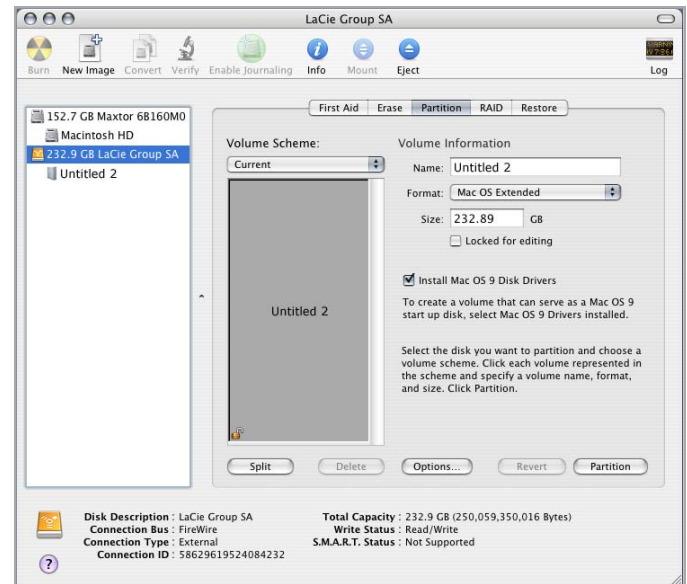 LaCie Group SA
Burn New Image Convert Verify Enable Journaling Info Mount Eject Log
152.7 GB Maxtor 6B160M0
Macintosh HD
232.9 GB LaCie Group SA
Untitled 2
First Aid Erase Partition RAID Restore
Volume Scheme:
Current
Untitled 2
Volume Information
Name: Untitled 2
Format: Mac OS Extended
Size: 232.89 GB
Locked for editing
Install Mac OS 9 Disk Drivers
To create a volume that can serve as a Mac OS 9
start up disk, select Mac OS 9 Drivers installed.
Select the disk you want to partition and choose a
volume scheme. Click each volume represented in
the scheme and specify a volume name, format,
and size. Click Partition.
Split Delete Options... Revert Partition
Disk Description : LaCie Group SA
Connection Bus : FireWire
Connection Type : External
Connection ID : 58629619524084232
Total Capacity : 232.9 GB (250,059,350,016 Bytes)
Write Status : Read/Write
S.M.A.R.T. Status : Not Supported
?